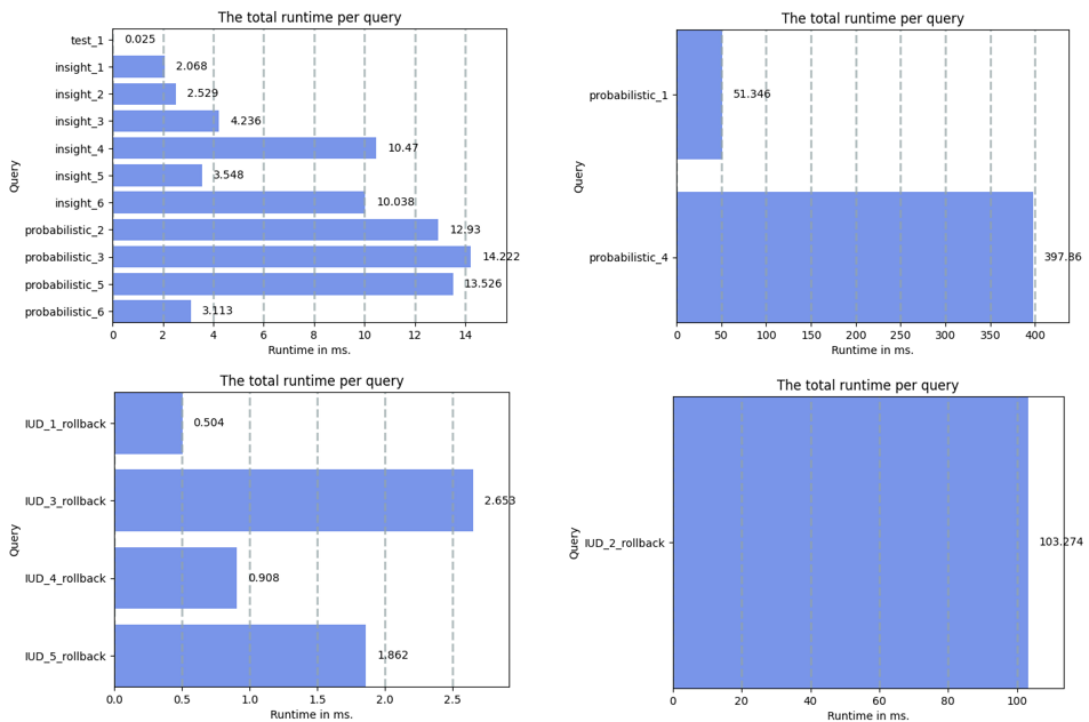 The total runtime per query
test_1
0.025
insight_1
2.068
insight_2
2.529
insight_3
4.236
insight_4
10.47
insight_5
3.548
insight_6
10.038
probabilistic_2
12.93
probabilistic_3
14.222
probabilistic_5
13.526
probabilistic_6
3.113
Query
0 2 4 6 8 10 12 14
Runtime in ms.
The total runtime per query
probabilistic_1
51.346
probabilistic_4
397.86
Query
0 50 100 150 200 250 300 350 400
Runtime in ms.
The total runtime per query
IUD_1_rollback
0.504
IUD_3_rollback
2.653
IUD_4_rollback
0.908
IUD_5_rollback
1.862
Query
0.0 0.5 1.0 1.5 2.0 2.5
Runtime in ms.
The total runtime per query
IUD_2_rollback
103.274
Query
0 20 40 60 80 100
Runtime in ms.